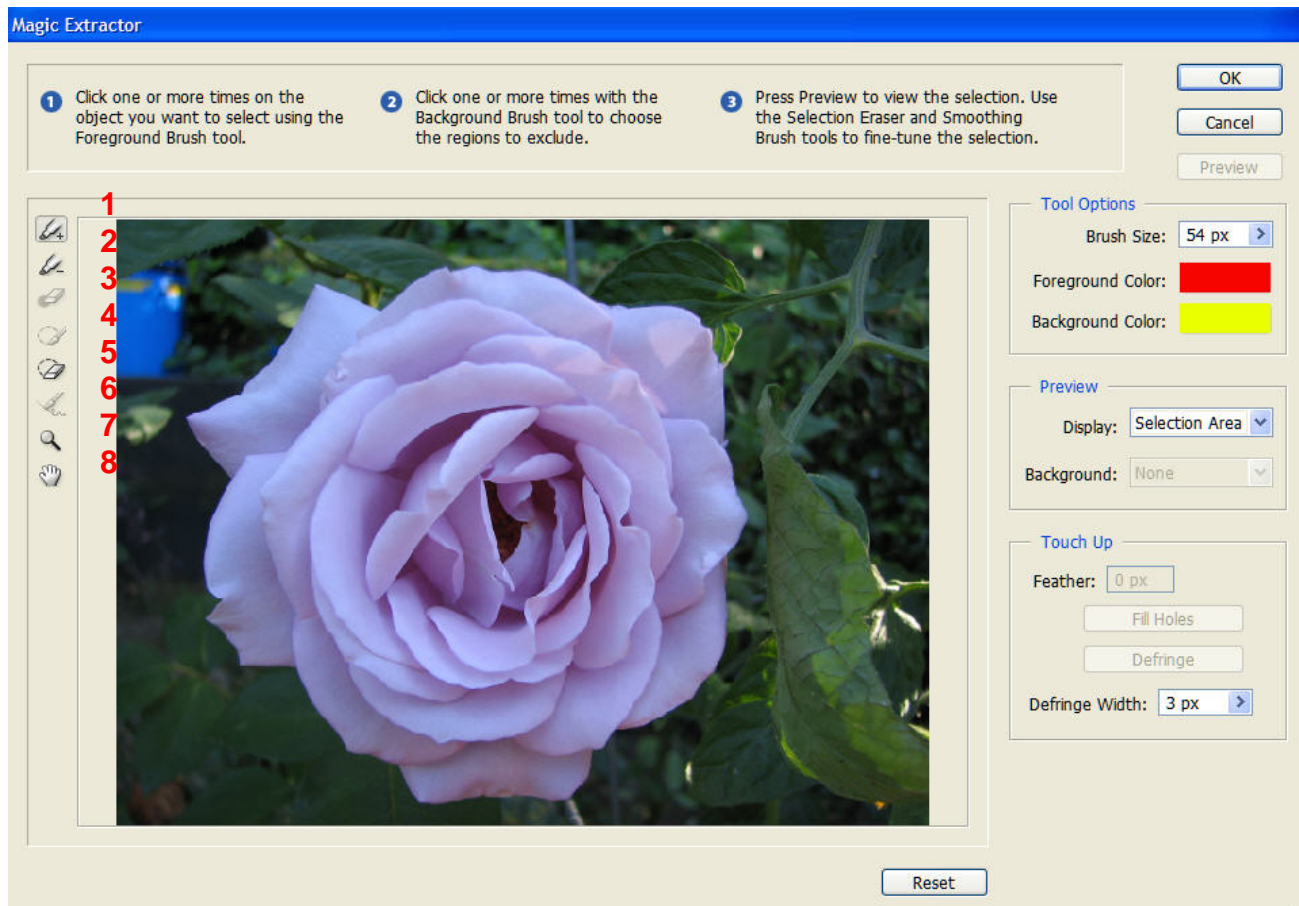 Magic Extractor
1 Click one or more times on the
object you want to select using the
Foreground Brush tool.
2 Click one or more times with the
Background Brush tool to choose
the regions to exclude.
3 Press Preview to view the selection. Use
the Selection Eraser and Smoothing
Brush tools to fine-tune the selection.
OK
Cancel
Preview
1
2
3
4
5
6
7
8
Tool Options
Brush Size: 54 px
Foreground Color:
Background Color:
Preview
Display: Selection Area
Background: None
Touch Up
Feather: 0 px
Fill Holes
Defringe
Defringe Width: 3 px
Reset